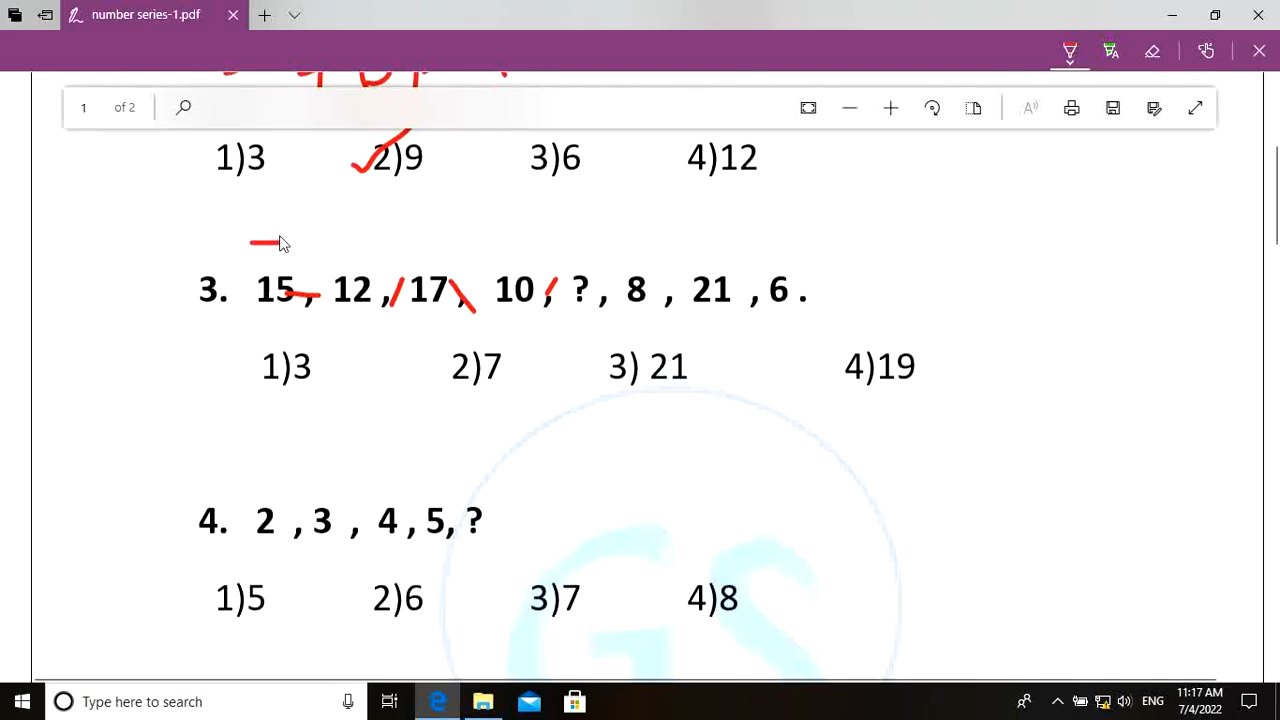 number series-1.pdf
1 of 2
1)3 2)9 3)6 4)12
3. 15 , 12 , 17 , 10 , ? , 8 , 21 , 6 .
1)3 2)7 3) 21 4)19
4. 2 , 3 , 4 , 5, ?
1)5 2)6 3)7 4)8
GS
Type here to search
ENG
11:17 AM
7/4/2022